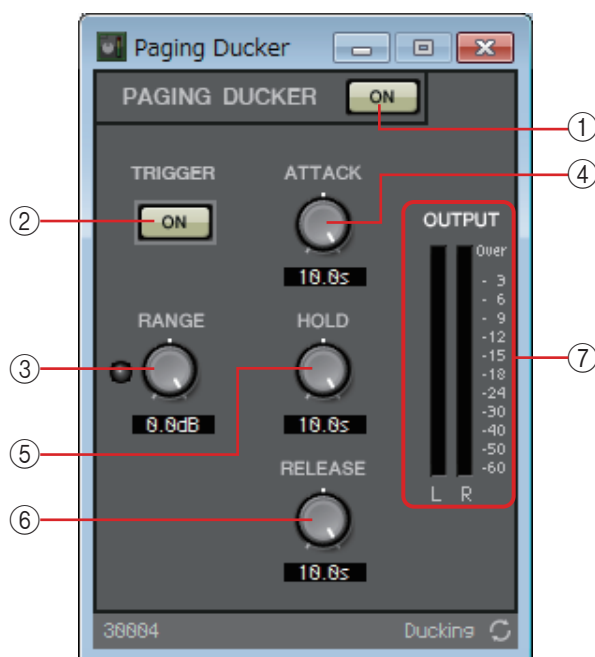 Paging Ducker
PAGING DUCKER ON
①
TRIGGER ATTACK
④
② ON
OUTPUT
10.0s
Over
- 3
- 6
- 9
-12
-15
-18
-24
-30
-40
-50
-60
L R
⑦
RANGE HOLD
③
0.0dB 10.0s
⑤
RELEASE
⑥
10.0s
30004 Ducking